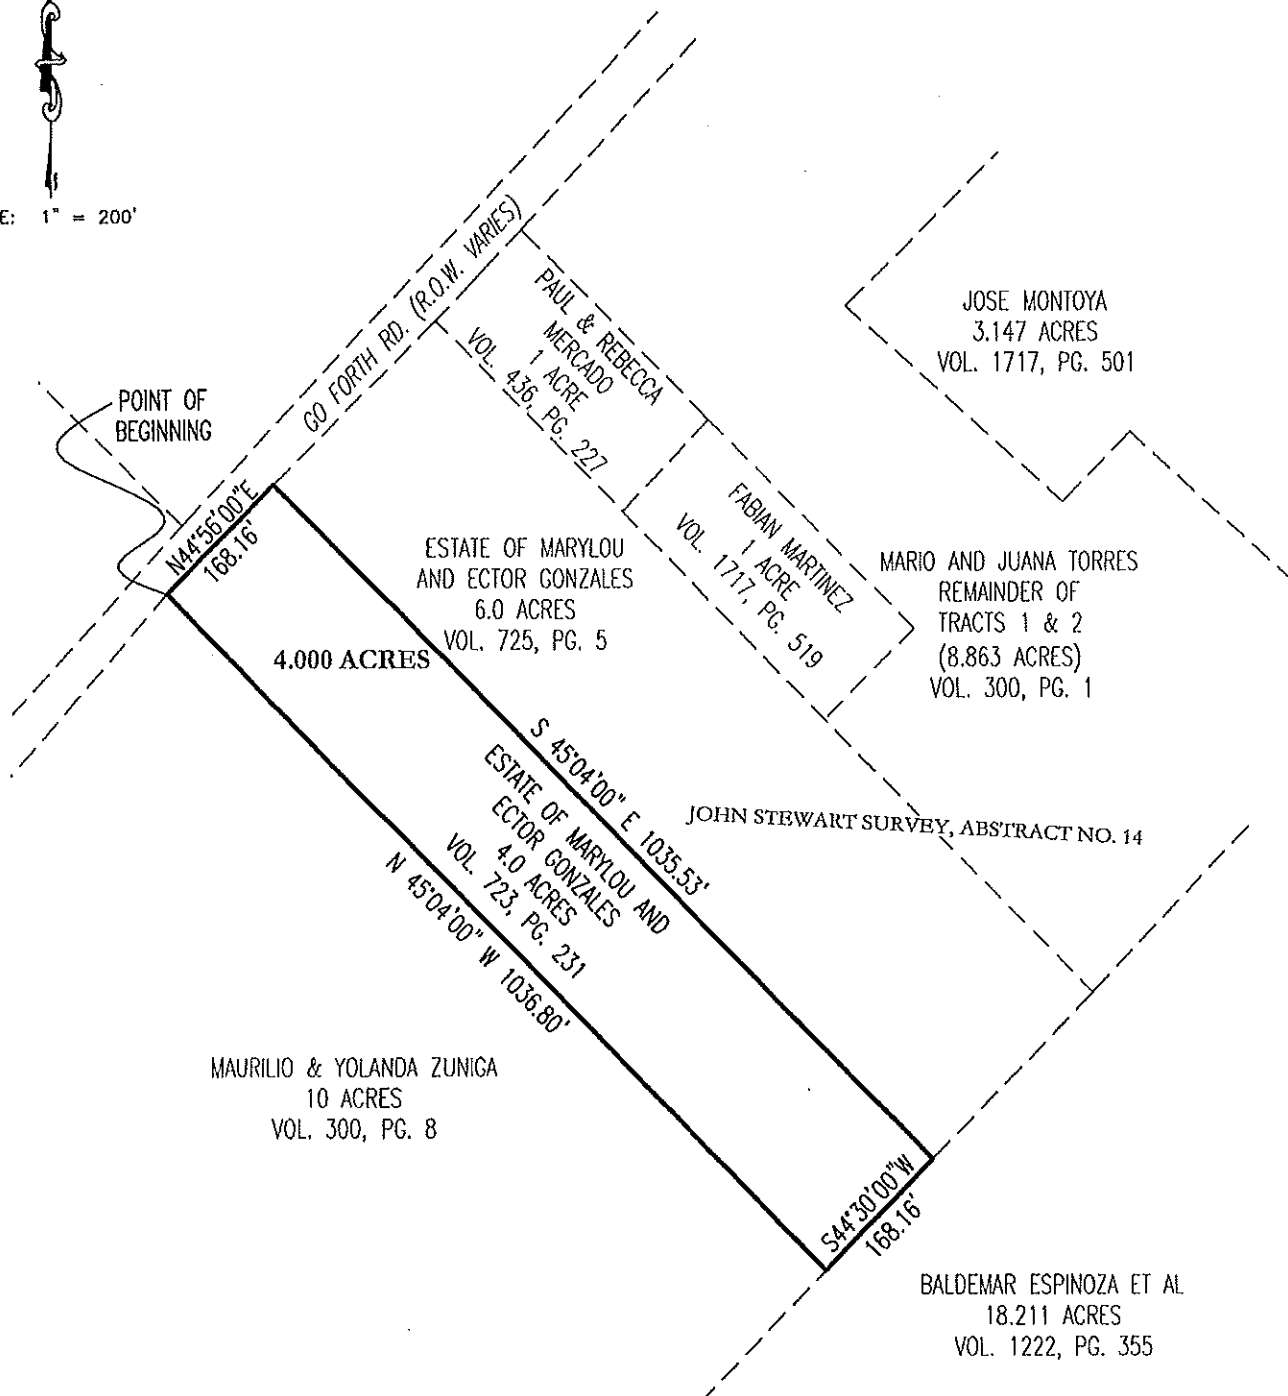 E: 1" = 200'
GO FORTH RD. (R.O.W. VARIES)
PAUL & REBECCA
MERCADO
1 ACRE
VOL. 436, PG. 227
JOSE MONTOYA
3.147 ACRES
VOL. 1717, PG. 501
POINT OF
BEGINNING
N44°56'00"E
168.16'
ESTATE OF MARYLOU
AND ECTOR GONZALES
6.0 ACRES
VOL. 725, PG. 5
FABIAN MARTINEZ
1 ACRE
VOL. 1717, PG. 519
MARIO AND JUANA TORRES
REMAINDER OF
TRACTS 1 & 2
(8.863 ACRES)
VOL. 300, PG. 1
4.000 ACRES
S 45°04'00" E 1035.53'
ESTATE OF MARYLOU AND
ECTOR GONZALES
4.0 ACRES
VOL. 723, PG. 231
N 45°04'00" W 1036.80'
JOHN STEWART SURVEY, ABSTRACT NO. 14
MAURILIO & YOLANDA ZUNIGA
10 ACRES
VOL. 300, PG. 8
S44°30'00"W
168.16'
BALDEMAR ESPINOZA ET AL
18.211 ACRES
VOL. 1222, PG. 355